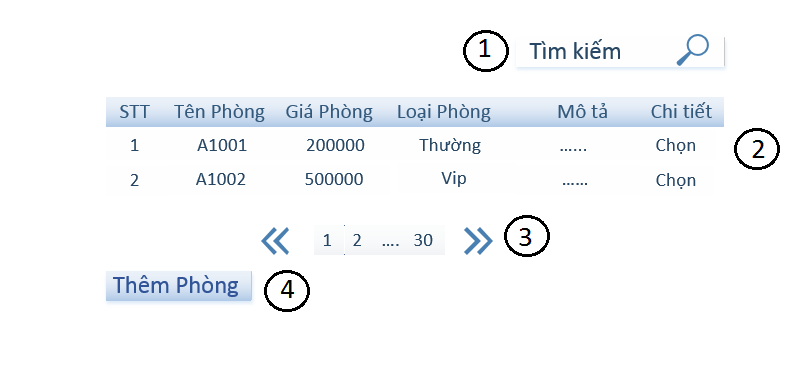 1 Tìm kiếm
STT Tên Phòng Giá Phòng Loại Phòng Mô tả Chi tiết
1 A1001 200000 Thường ...... Chọn 2
2 A1002 500000 Vip ...... Chọn
1 2 .... 30 3
Thêm Phòng 4